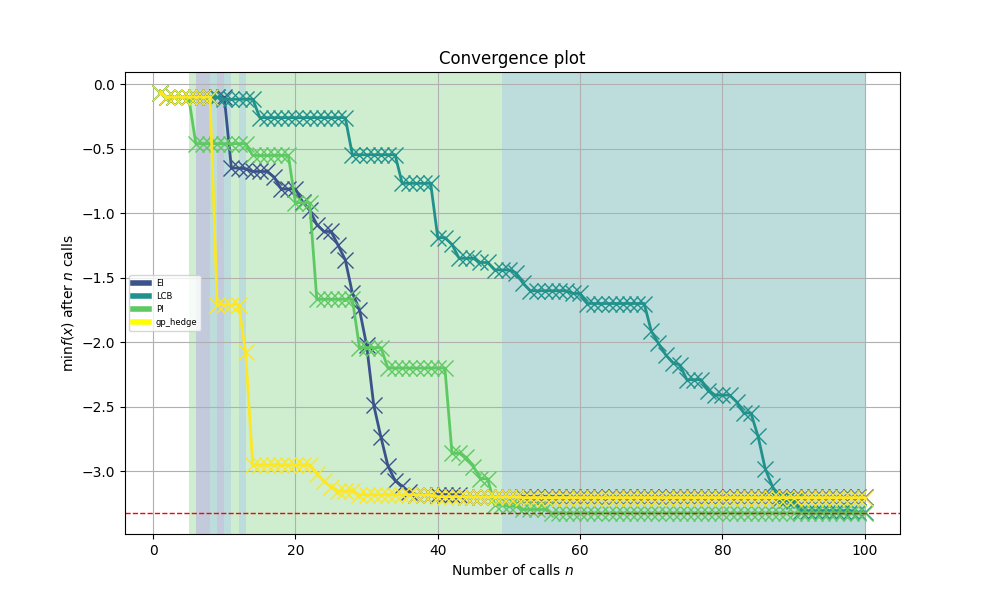 Convergence plot
min f(x) after n calls
0.0
−0.5
−1.0
−1.5
−2.0
−2.5
−3.0
EI
LCB
PI
gp_hedge
0 20 40 60 80 100
Number of calls n